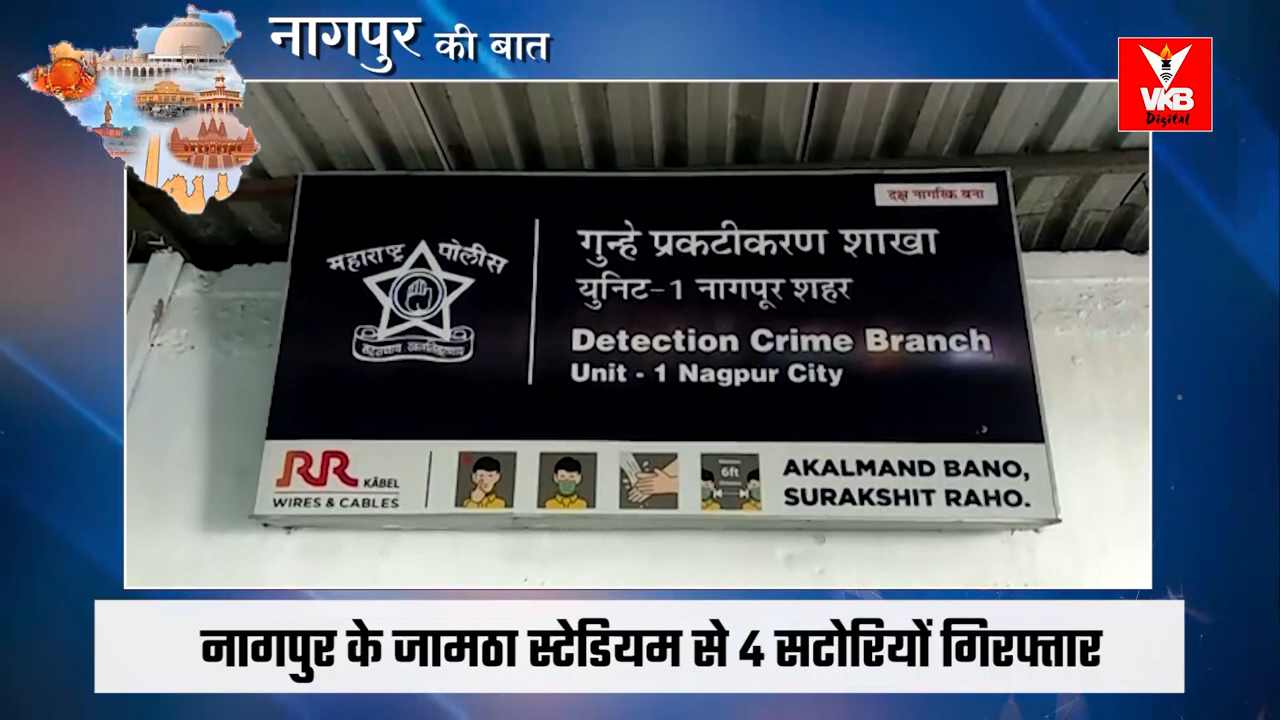 नागपुर की बात
VKB
Digital
दक्ष नागरिक बना
महाराष्ट्र पोलीस
गुन्हे प्रकटीकरण शाखा
युनिट-1 नागपूर शहर
Detection Crime Branch
Unit - 1 Nagpur City
RR KABEL
WIRES & CABLES
6ft
AKALMAND BANO,
SURAKSHIT RAHO.
नागपुर के जामठा स्टेडियम से 4 सटोरियों गिरफ्तार